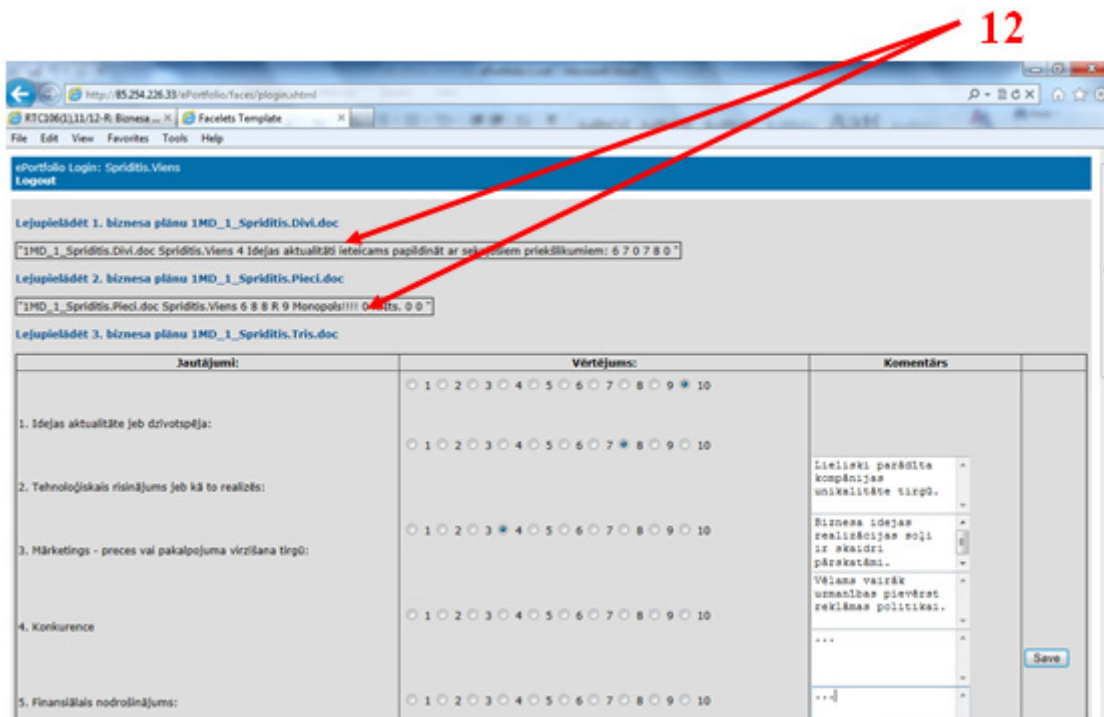 12
http://85.254.226.33/ePortfolio/faces/plogin.xhtml
RTC106(1),11/12-R: Biznesa ... × Facelets Template ×
File Edit View Favorites Tools Help
ePortfolio Login: Spriditis.Viens
Logout
Lejupielādēt 1. biznesa plānu 1MD_1_Spriditis.Divi.doc
"1MD_1_Spriditis.Divi.doc Spriditis.Viens 4 Idejas aktualitāti ieteicams papildināt ar sekojošiem priekšlikumiem: 6 7 0 7 8 0 "
Lejupielādēt 2. biznesa plānu 1MD_1_Spriditis.Pieci.doc
"1MD_1_Spriditis.Pieci.doc Spriditis.Viens 6 8 8 R 9 Monopols!!!! 0 0 "
Lejupielādēt 3. biznesa plānu 1MD_1_Spriditis.Tris.doc
Jautājumi: Vērtējums: Komentārs
1 2 3 4 5 6 7 8 9 10
1. Idejas aktualitāte jeb dzīvotspēja:
1 2 3 4 5 6 7 8 9 10
Lieliski parādīta
kompānijas
unikalitāte tirgū.
2. Tehnoloģiskais risinājums jeb kā to realizēs:
1 2 3 4 5 6 7 8 9 10
Biznesa idejas
realizācijas soļi
ir skaidri
pārskatāmi.
3. Mārketings - preces vai pakalpojuma virzīšana tirgū:
Vēlams vairāk
uzmanības pievērst
reklāmas politikai.
1 2 3 4 5 6 7 8 9 10
4. Konkurence
...
Save
5. Finansiālais nodrošinājums:
1 2 3 4 5 6 7 8 9 10
...